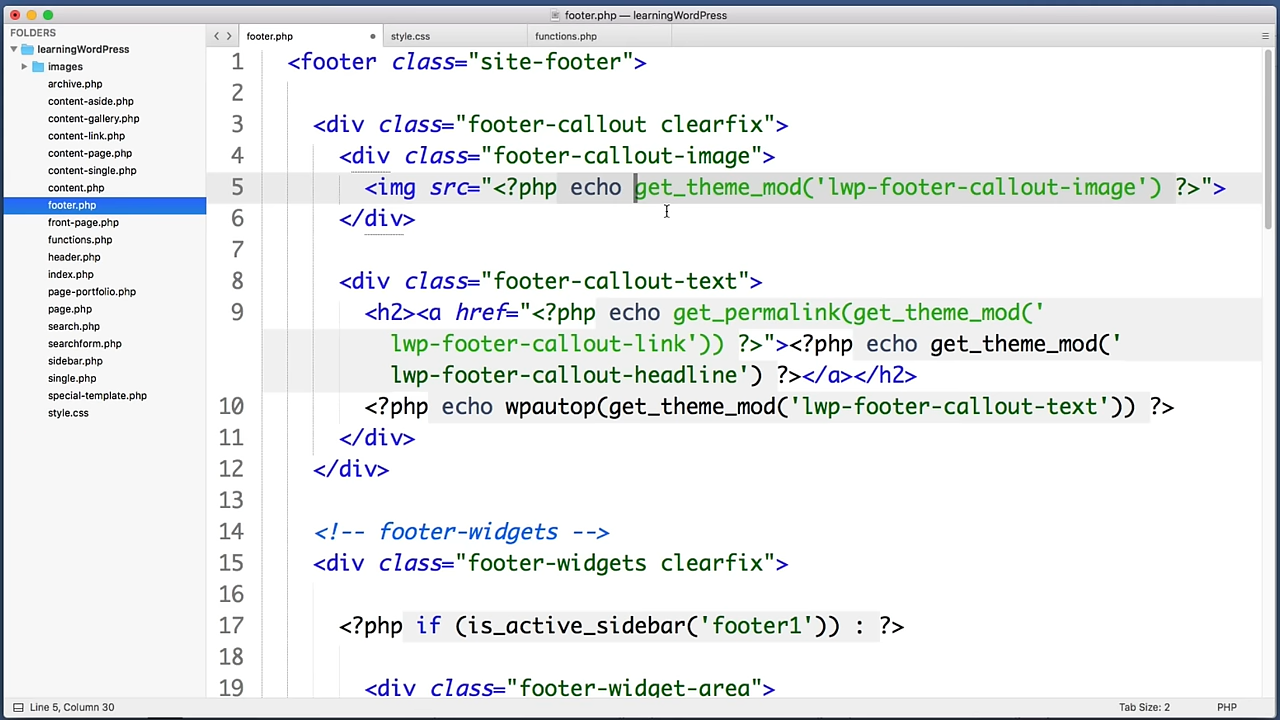 footer.php — learningWordPress
FOLDERS
learningWordPress
images
archive.php
content-aside.php
content-gallery.php
content-link.php
content-page.php
content-single.php
content.php
footer.php
front-page.php
functions.php
header.php
index.php
page-portfolio.php
page.php
search.php
searchform.php
sidebar.php
single.php
special-template.php
style.css
footer.php style.css functions.php
1 <footer class="site-footer">
2
3 <div class="footer-callout clearfix">
4 <div class="footer-callout-image">
5 <img src="<?php echo get_theme_mod('lwp-footer-callout-image') ?>">
6 </div>
7
8 <div class="footer-callout-text">
9 <h2><a href="<?php echo get_permalink(get_theme_mod('
lwp-footer-callout-link')) ?>"><?php echo get_theme_mod('
lwp-footer-callout-headline') ?></a></h2>
10 <?php echo wpautop(get_theme_mod('lwp-footer-callout-text')) ?>
11 </div>
12 </div>
13
14 <!-- footer-widgets -->
15 <div class="footer-widgets clearfix">
16
17 <?php if (is_active_sidebar('footer1')) : ?>
18
19 <div class="footer-widget-area">
Line 5, Column 30 Tab Size: 2 PHP